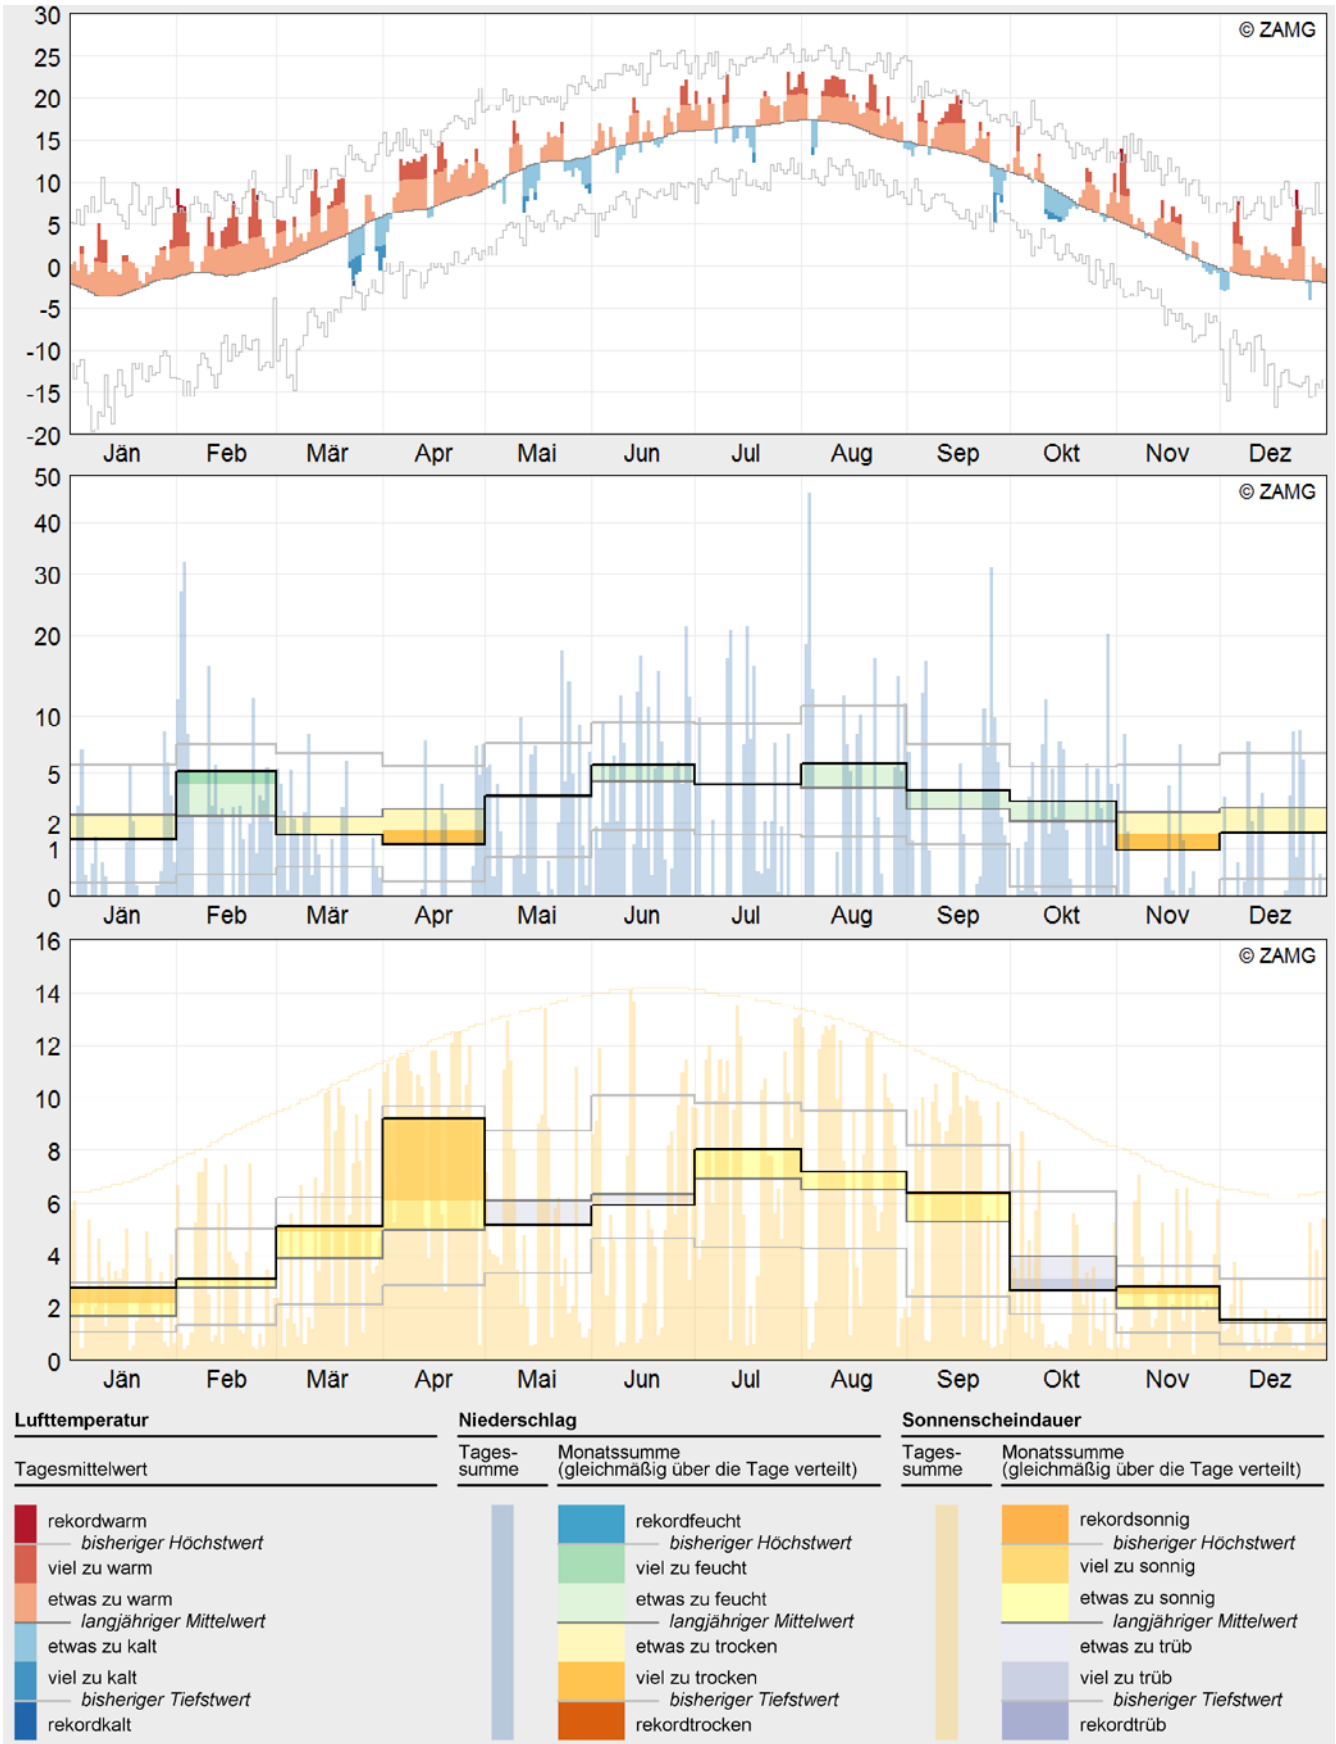 30
© ZAMG
25
20
15
10
5
0
-5
-10
-15
-20
Jän Feb Mär Apr Mai Jun Jul Aug Sep Okt Nov Dez
50
© ZAMG
40
30
20
10
5
2
1
0
Jän Feb Mär Apr Mai Jun Jul Aug Sep Okt Nov Dez
16
© ZAMG
14
12
10
8
6
4
2
0
Jän Feb Mär Apr Mai Jun Jul Aug Sep Okt Nov Dez
Lufttemperatur
Tagesmittelwert
rekordwarm
bisheriger Höchstwert
viel zu warm
etwas zu warm
langjähriger Mittelwert
etwas zu kalt
viel zu kalt
bisheriger Tiefstwert
rekordkalt
Niederschlag
Tages-
summe
Monatssumme
(gleichmäßig über die Tage verteilt)
rekordfeucht
bisheriger Höchstwert
viel zu feucht
etwas zu feucht
langjähriger Mittelwert
etwas zu trocken
viel zu trocken
bisheriger Tiefstwert
rekordtrocken
Sonnenscheindauer
Tages-
summe
Monatssumme
(gleichmäßig über die Tage verteilt)
rekordsonnig
bisheriger Höchstwert
viel zu sonnig
etwas zu sonnig
langjähriger Mittelwert
etwas zu trüb
viel zu trüb
bisheriger Tiefstwert
rekordtrüb